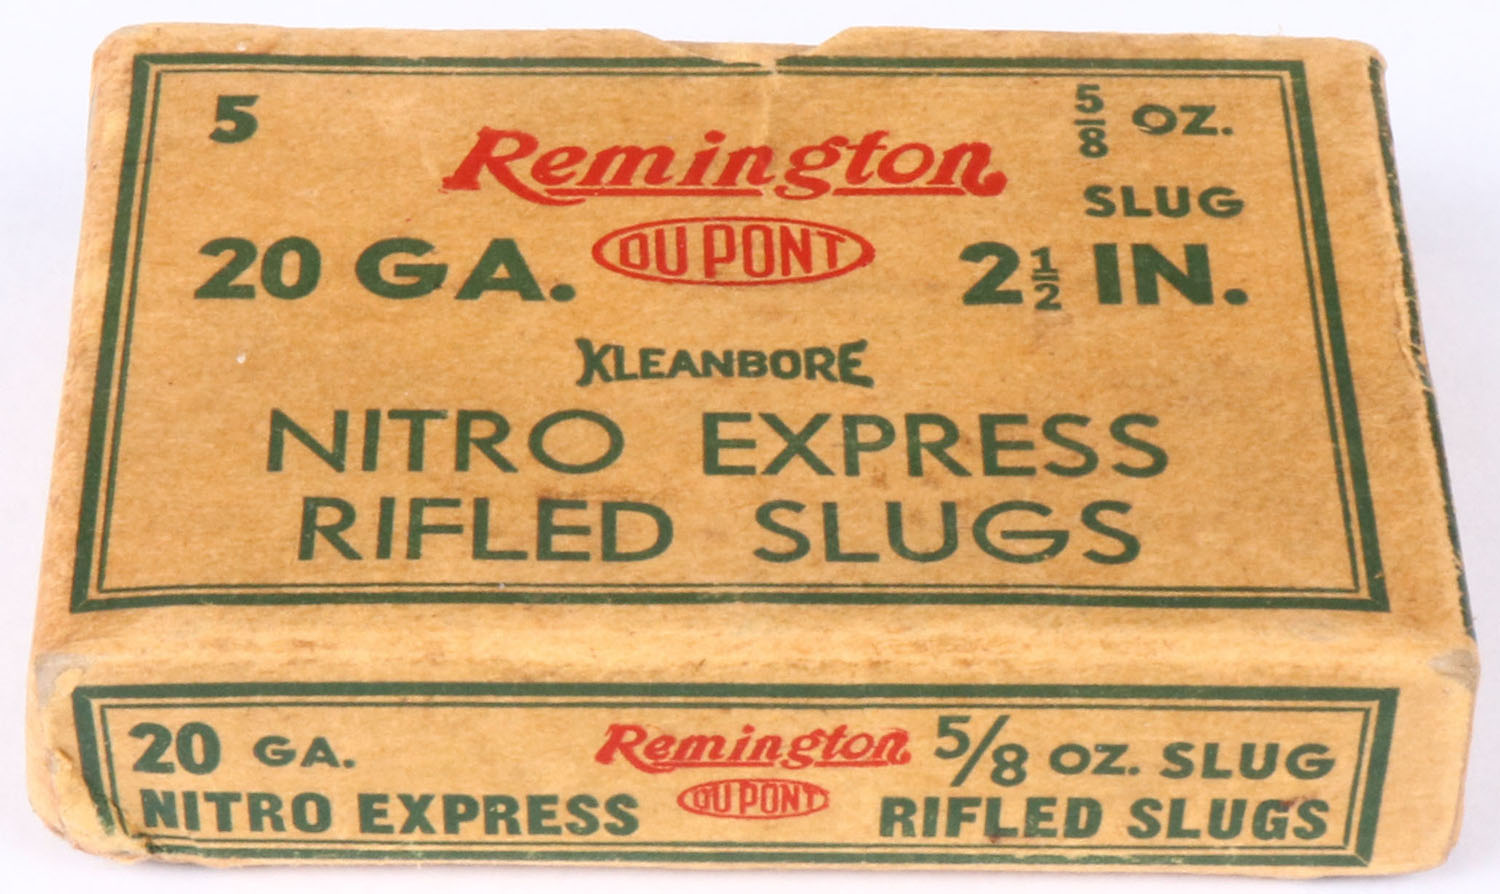 5
Remington
5/8 OZ.
SLUG
20 GA.
DU PONT
2 1/2 IN.
KLEANBORE
NITRO EXPRESS
RIFLED SLUGS
20 GA.
Remington
5/8 OZ. SLUG
NITRO EXPRESS
DU PONT
RIFLED SLUGS